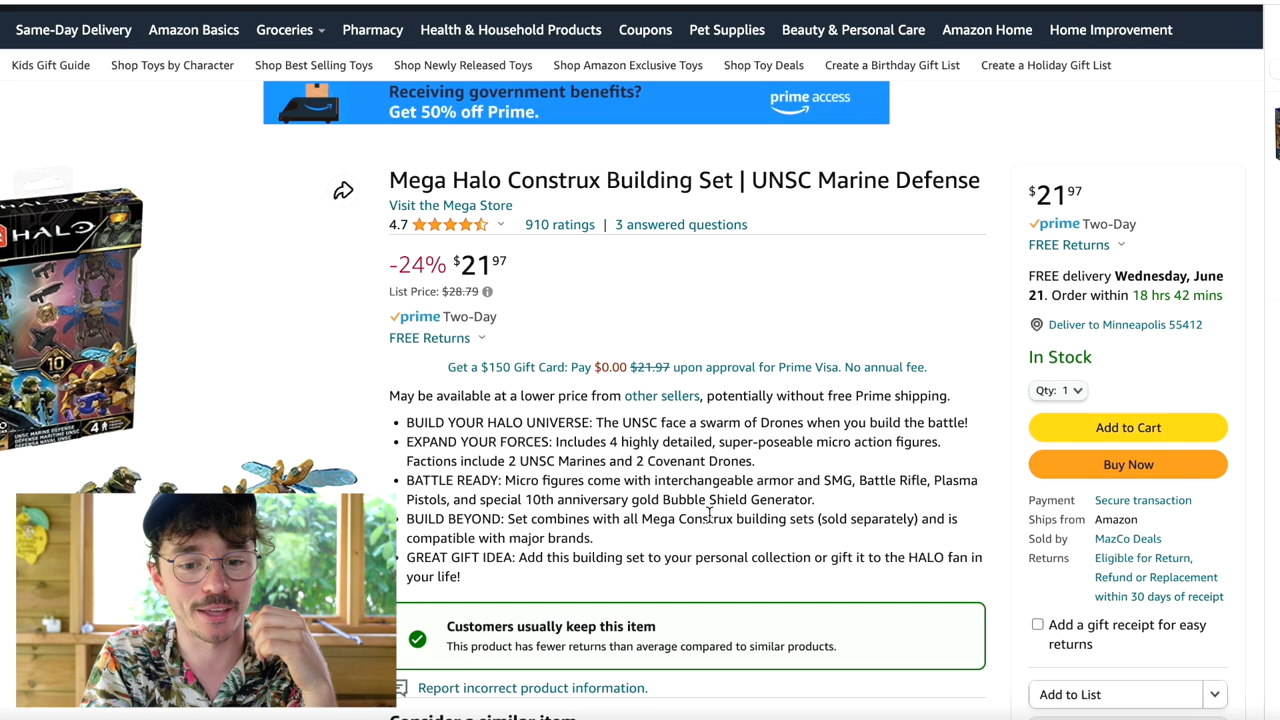 Same-Day Delivery Amazon Basics Groceries Pharmacy Health & Household Products Coupons Pet Supplies Beauty & Personal Care Amazon Home Home Improvement
Kids Gift Guide Shop Toys by Character Shop Best Selling Toys Shop Newly Released Toys Shop Amazon Exclusive Toys Shop Toy Deals Create a Birthday Gift List Create a Holiday Gift List
Receiving government benefits?
Get 50% off Prime.
prime access
HALO
10
UNSC MARINE DEFENSE
4
Mega Halo Construx Building Set | UNSC Marine Defense
Visit the Mega Store
4.7 910 ratings | 3 answered questions
-24% $21 97
List Price: $28.79
prime Two-Day
FREE Returns
Get a $150 Gift Card: Pay $0.00 $21.97 upon approval for Prime Visa. No annual fee.
May be available at a lower price from other sellers, potentially without free Prime shipping.
• BUILD YOUR HALO UNIVERSE: The UNSC face a swarm of Drones when you build the battle!
• EXPAND YOUR FORCES: Includes 4 highly detailed, super-poseable micro action figures.
Factions include 2 UNSC Marines and 2 Covenant Drones.
• BATTLE READY: Micro figures come with interchangeable armor and SMG, Battle Rifle, Plasma
Pistols, and special 10th anniversary gold Bubble Shield Generator.
• BUILD BEYOND: Set combines with all Mega Construx building sets (sold separately) and is
compatible with major brands.
• GREAT GIFT IDEA: Add this building set to your personal collection or gift it to the HALO fan in
your life!
Customers usually keep this item
This product has fewer returns than average compared to similar products.
Report incorrect product information.
Consider a similar item
$21 97
prime Two-Day
FREE Returns
FREE delivery Wednesday, June
21. Order within 18 hrs 42 mins
Deliver to Minneapolis 55412
In Stock
Qty: 1
Add to Cart
Buy Now
Payment Secure transaction
Ships from Amazon
Sold by MazCo Deals
Returns Eligible for Return,
Refund or Replacement
within 30 days of receipt
Add a gift receipt for easy
returns
Add to List